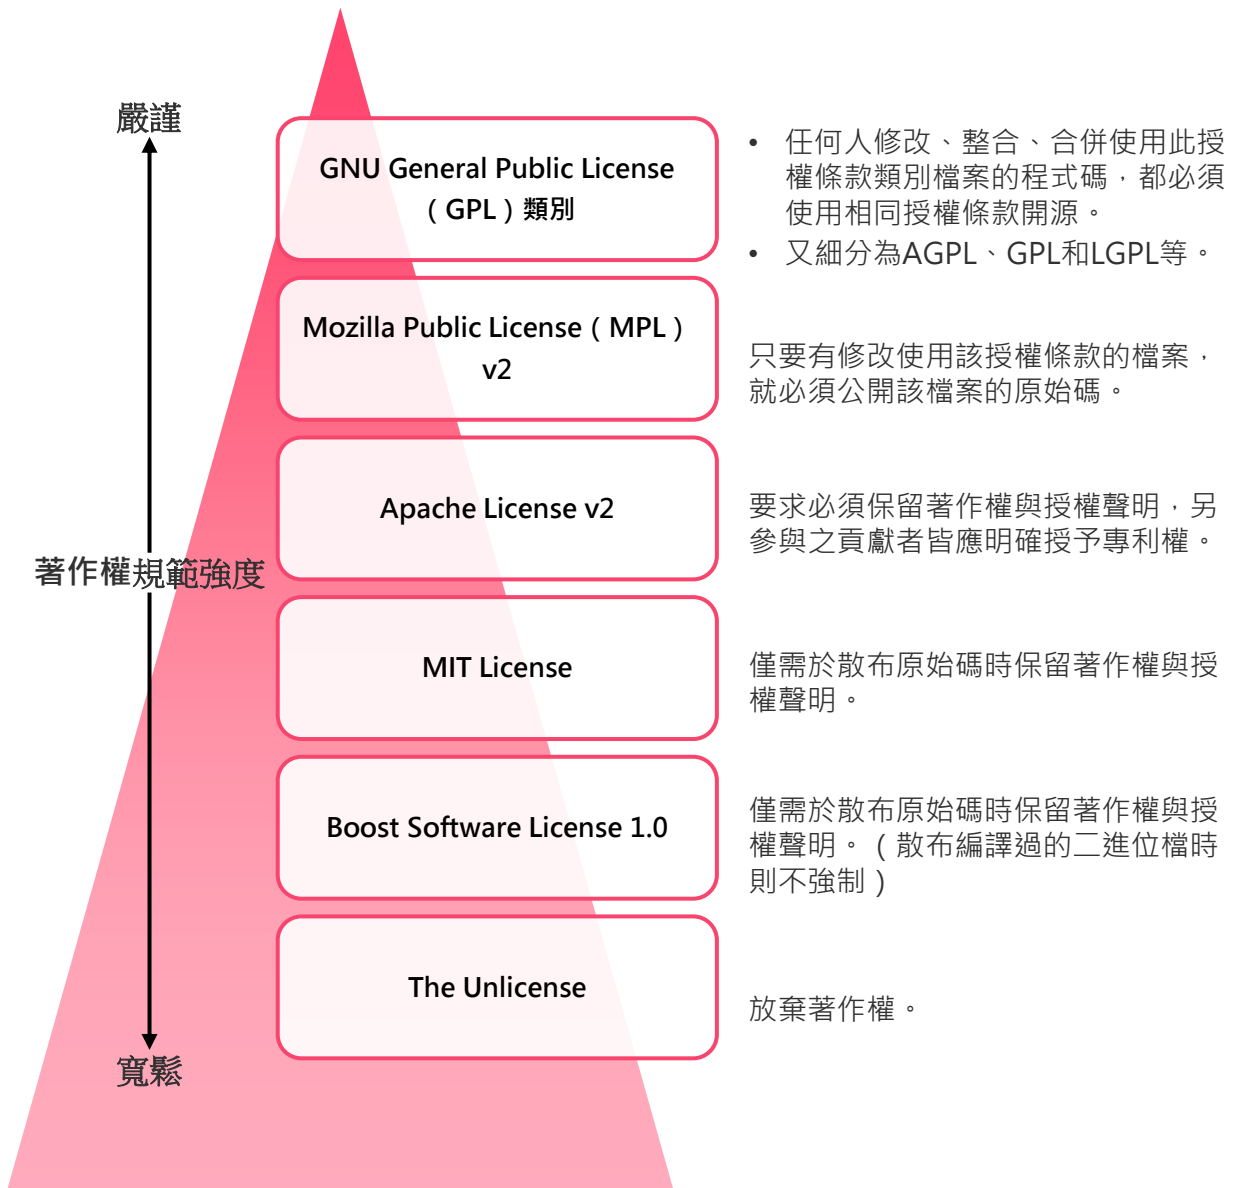 嚴謹
GNU General Public License
（GPL）類別
• 任何人修改、整合、合併使用此授
權條款類別檔案的程式碼，都必須
使用相同授權條款開源。
• 又細分為AGPL、GPL和LGPL等。
Mozilla Public License（MPL）
v2
只要有修改使用該授權條款的檔案，
就必須公開該檔案的原始碼。
Apache License v2
要求必須保留著作權與授權聲明，另
參與之貢獻者皆應明確授予專利權。
著作權規範強度
MIT License
僅需於散布原始碼時保留著作權與授
權聲明。
Boost Software License 1.0
僅需於散布原始碼時保留著作權與授
權聲明。（散布編譯過的二進位檔時
則不強制）
The Unlicense
放棄著作權。
寬鬆